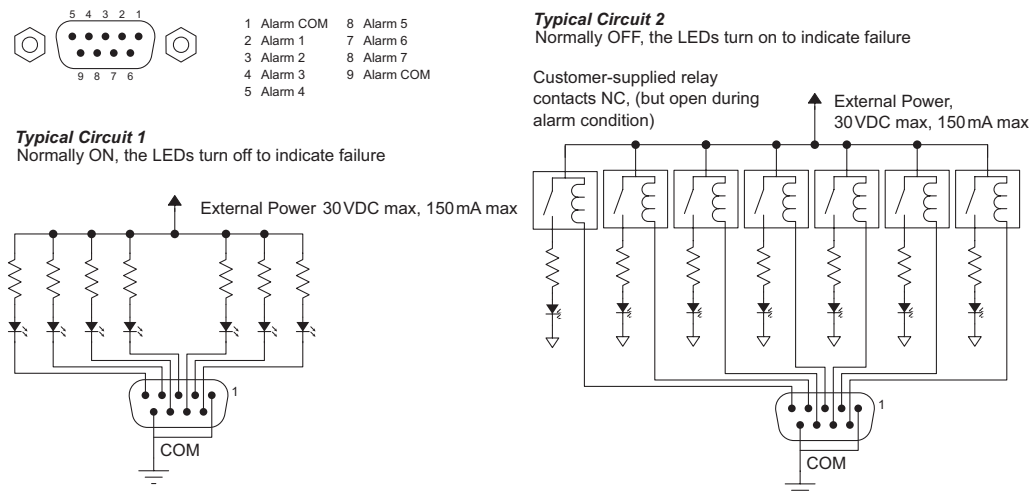 5 4 3 2 1
9 8 7 6
1 Alarm COM 8 Alarm 5
2 Alarm 1 7 Alarm 6
3 Alarm 2 8 Alarm 7
4 Alarm 3 9 Alarm COM
5 Alarm 4
Typical Circuit 1
Normally ON, the LEDs turn off to indicate failure
External Power 30VDC max, 150mA max
1
COM
Typical Circuit 2
Normally OFF, the LEDs turn on to indicate failure
Customer-supplied relay
contacts NC, (but open during
alarm condition)
External Power,
30VDC max, 150mA max
1
COM